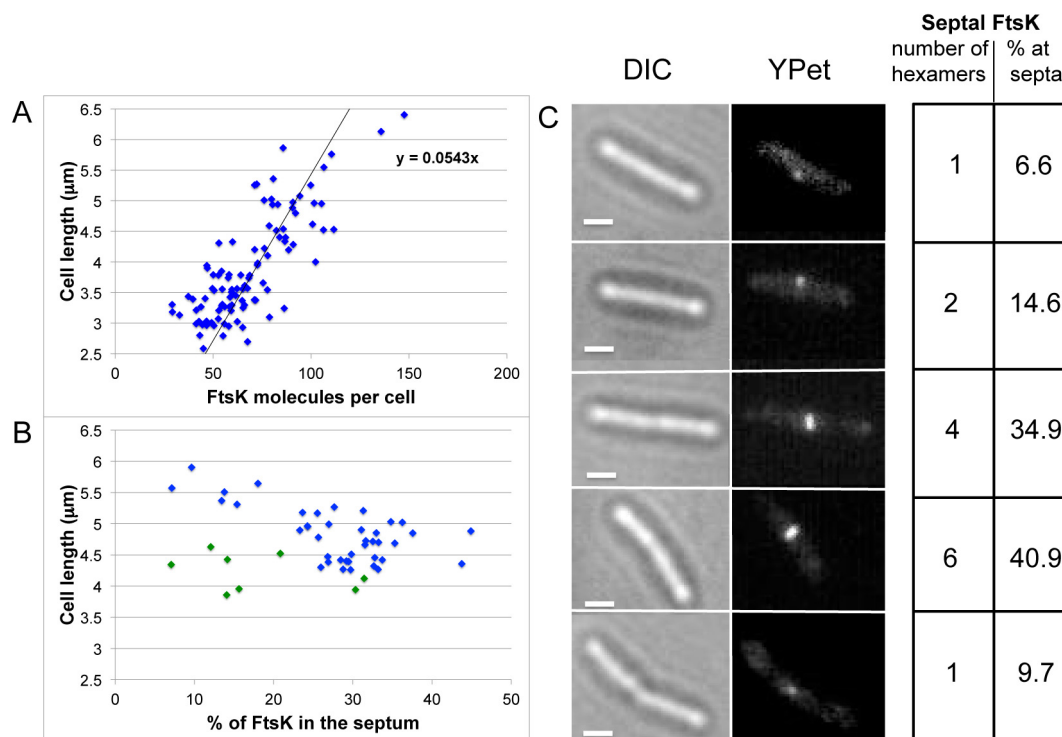 A
Cell length (µm)
6.5
6
5.5
5
4.5
4
3.5
3
2.5
y = 0.0543x
0
50
100
150
200
FtsK molecules per cell
B
Cell length (µm)
6.5
6
5.5
5
4.5
4
3.5
3
2.5
0
10
20
30
40
50
% of FtsK in the septum
C
DIC
YPet
Septal FtsK
number of
hexamers
% at
septa
1
6.6
2
14.6
4
34.9
6
40.9
1
9.7